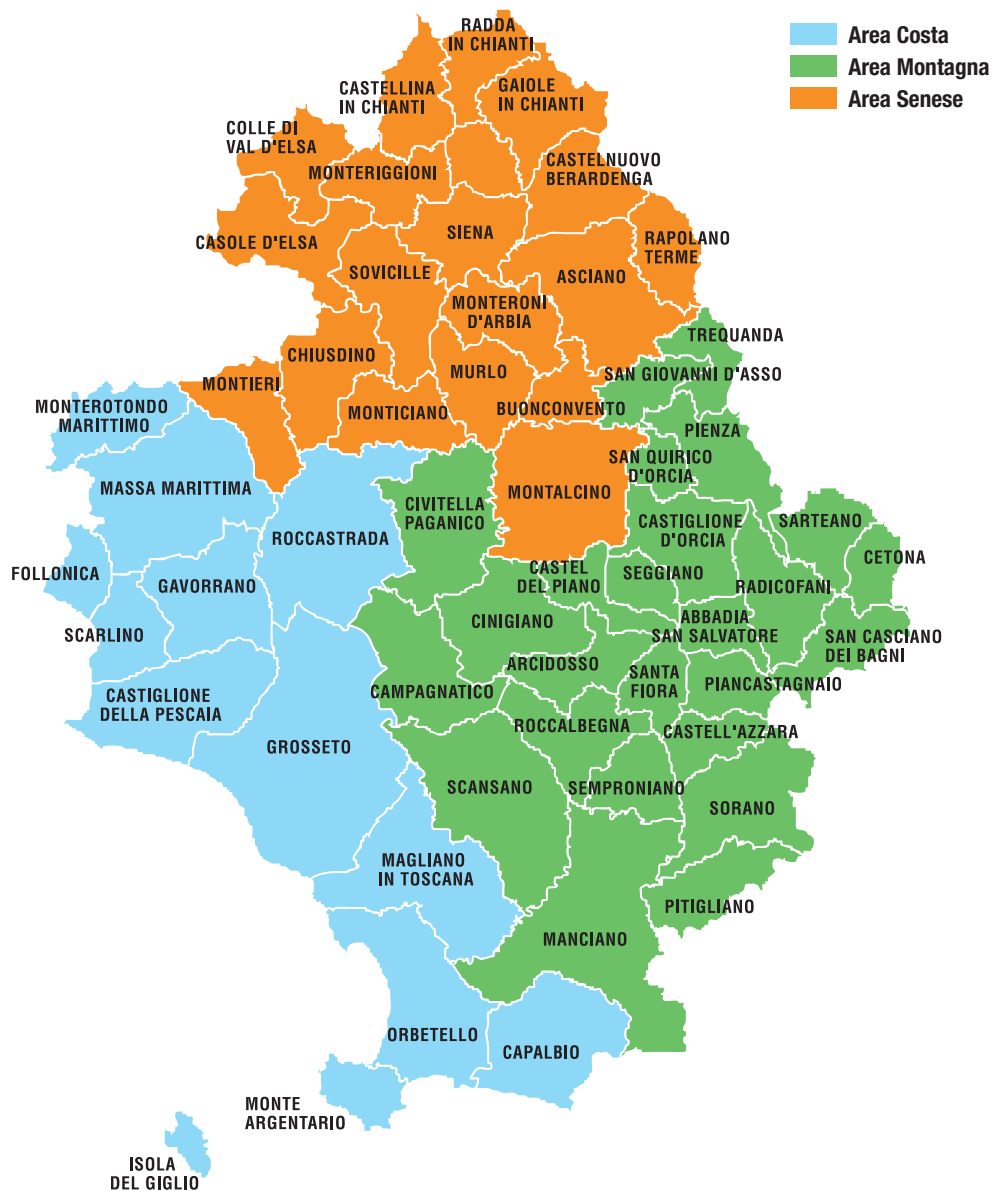 RADDA
IN CHIANTI
Area Costa
Area Montagna
Area Senese
CASTELLINA
IN CHIANTI
GAIOLE
IN CHIANTI
COLLE DI
VAL D'ELSA
MONTERIGGIONI
CASTELNUOVO
BERARDENGA
CASOLE D'ELSA
SIENA
RAPOLANO
TERME
SOVICILLE
ASCIANO
MONTERONI
D'ARBIA
TREQUANDA
CHIUSDINO
MURLO
SAN GIOVANNI D'ASSO
MONTIERI
MONTEROTONDO
MARITTIMO
MONTICIANO
BUONCONVENTO
PIENZA
SAN QUIRICO
D'ORCIA
MASSA MARITTIMA
MONTALCINO
CIVITELLA
PAGANICO
ROCCASTRADA
CASTIGLIONE
D'ORCIA
SARTEANO
CETONA
FOLLONICA
GAVORRANO
CASTEL
DEL PIANO
SEGGIANO
RADICOFANI
SCARLINO
CINIGIANO
ABBADIA
SAN SALVATORE
SAN CASCIANO
DEI BAGNI
ARCIDOSSO
SANTA
FIORA
PIANCASTAGNAIO
CASTIGLIONE
DELLA PESCAIA
CAMPAGNATICO
ROCCALBEGNA
CASTELL'AZZARA
GROSSETO
SCANSANO
SEMPRONIANO
SORANO
MAGLIANO
IN TOSCANA
PITIGLIANO
MANCIANO
ORBETELLO
CAPALBIO
MONTE
ARGENTARIO
ISOLA
DEL GIGLIO